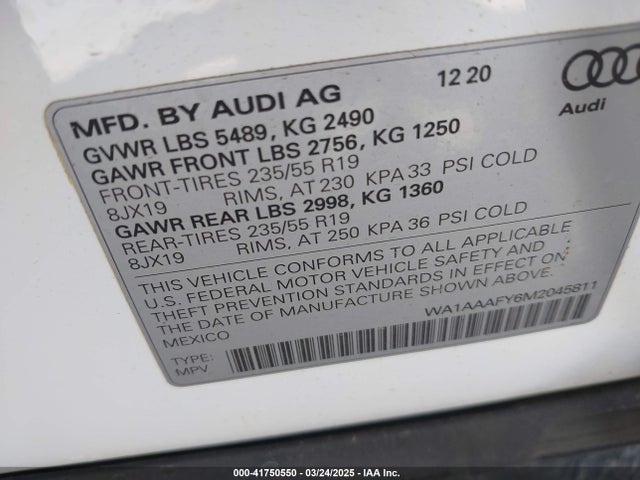 MFD. BY AUDI AG 12 20
Audi
GVWR LBS 5489, KG 2490
GAWR FRONT LBS 2756, KG 1250
FRONT-TIRES 235/55 R19
8JX19 RIMS, AT 230 KPA 33 PSI COLD
GAWR REAR LBS 2998, KG 1360
REAR-TIRES 235/55 R19
8JX19 RIMS, AT 250 KPA 36 PSI COLD
THIS VEHICLE CONFORMS TO ALL APPLICABLE
U.S. FEDERAL MOTOR VEHICLE SAFETY AND
THEFT PREVENTION STANDARDS IN EFFECT ON
THE DATE OF MANUFACTURE SHOWN ABOVE.
MEXICO
WA1AAAFY6M2045811
TYPE:
MPV
000-41750550 — 03/24/2025 — IAA Inc.